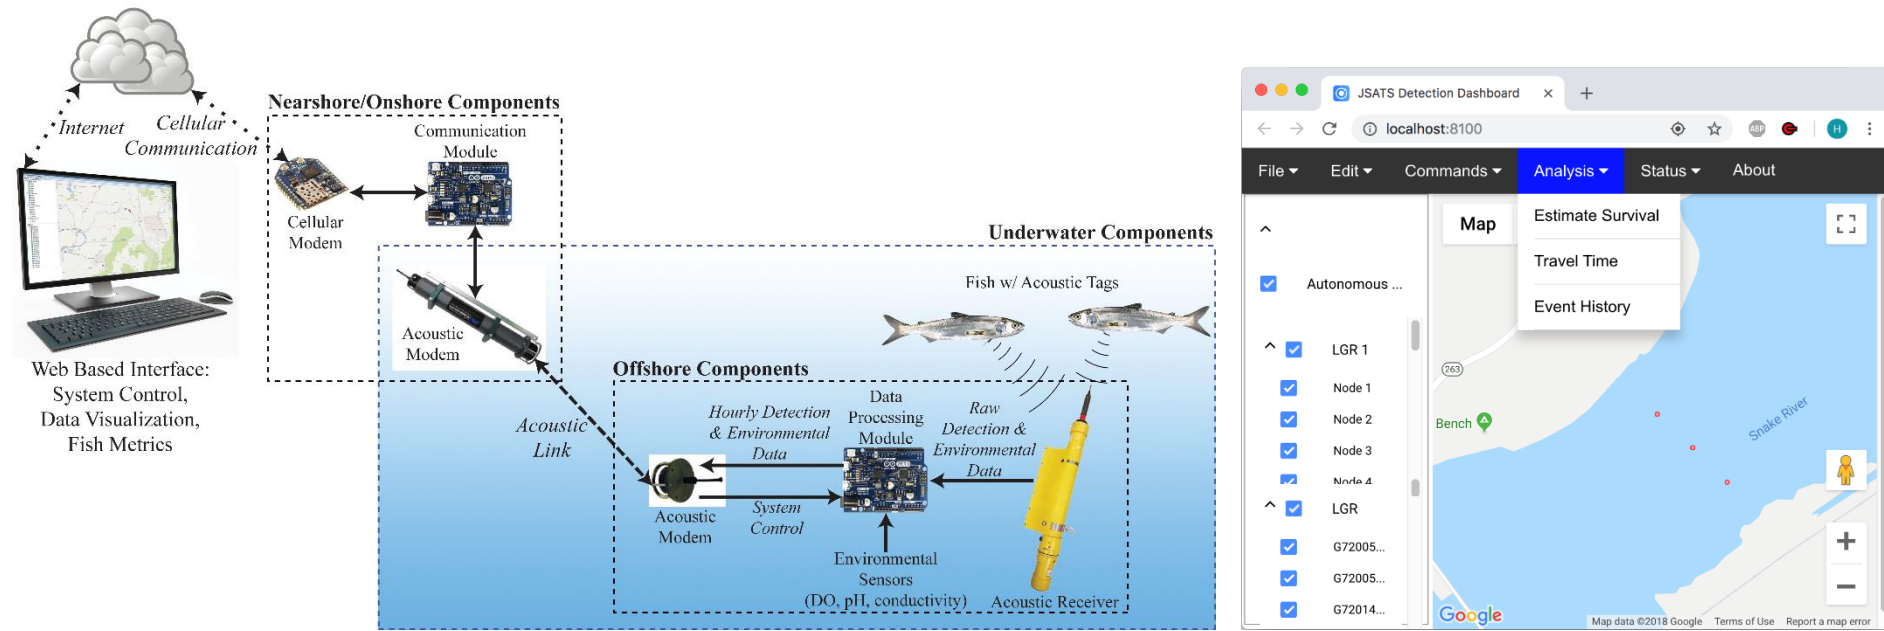 Internet
Cellular
Communication
Nearshore/Onshore Components
Communication
Module
Cellular
Modem
Web Based Interface:
System Control,
Data Visualization,
Fish Metrics
Underwater Components
Acoustic
Modem
Fish w/ Acoustic Tags
Acoustic
Link
Offshore Components
Hourly Detection
& Environmental
Data
Data
Processing
Module
Raw
Detection &
Environmental
Data
Acoustic
Modem
System
Control
Environmental
Sensors
(DO, pH, conductivity)
Acoustic Receiver
JSATS Detection Dashboard
localhost:8100
ABP
H
File
Edit
Commands
Analysis
Status
About
Estimate Survival
Travel Time
Event History
Autonomous ...
LGR 1
Node 1
Node 2
Node 3
Node 4
LGR
G72005...
G72005...
G72014...
Map
263
Bench
Snake River
Google
Map data ©2018 Google
Terms of Use
Report a map error